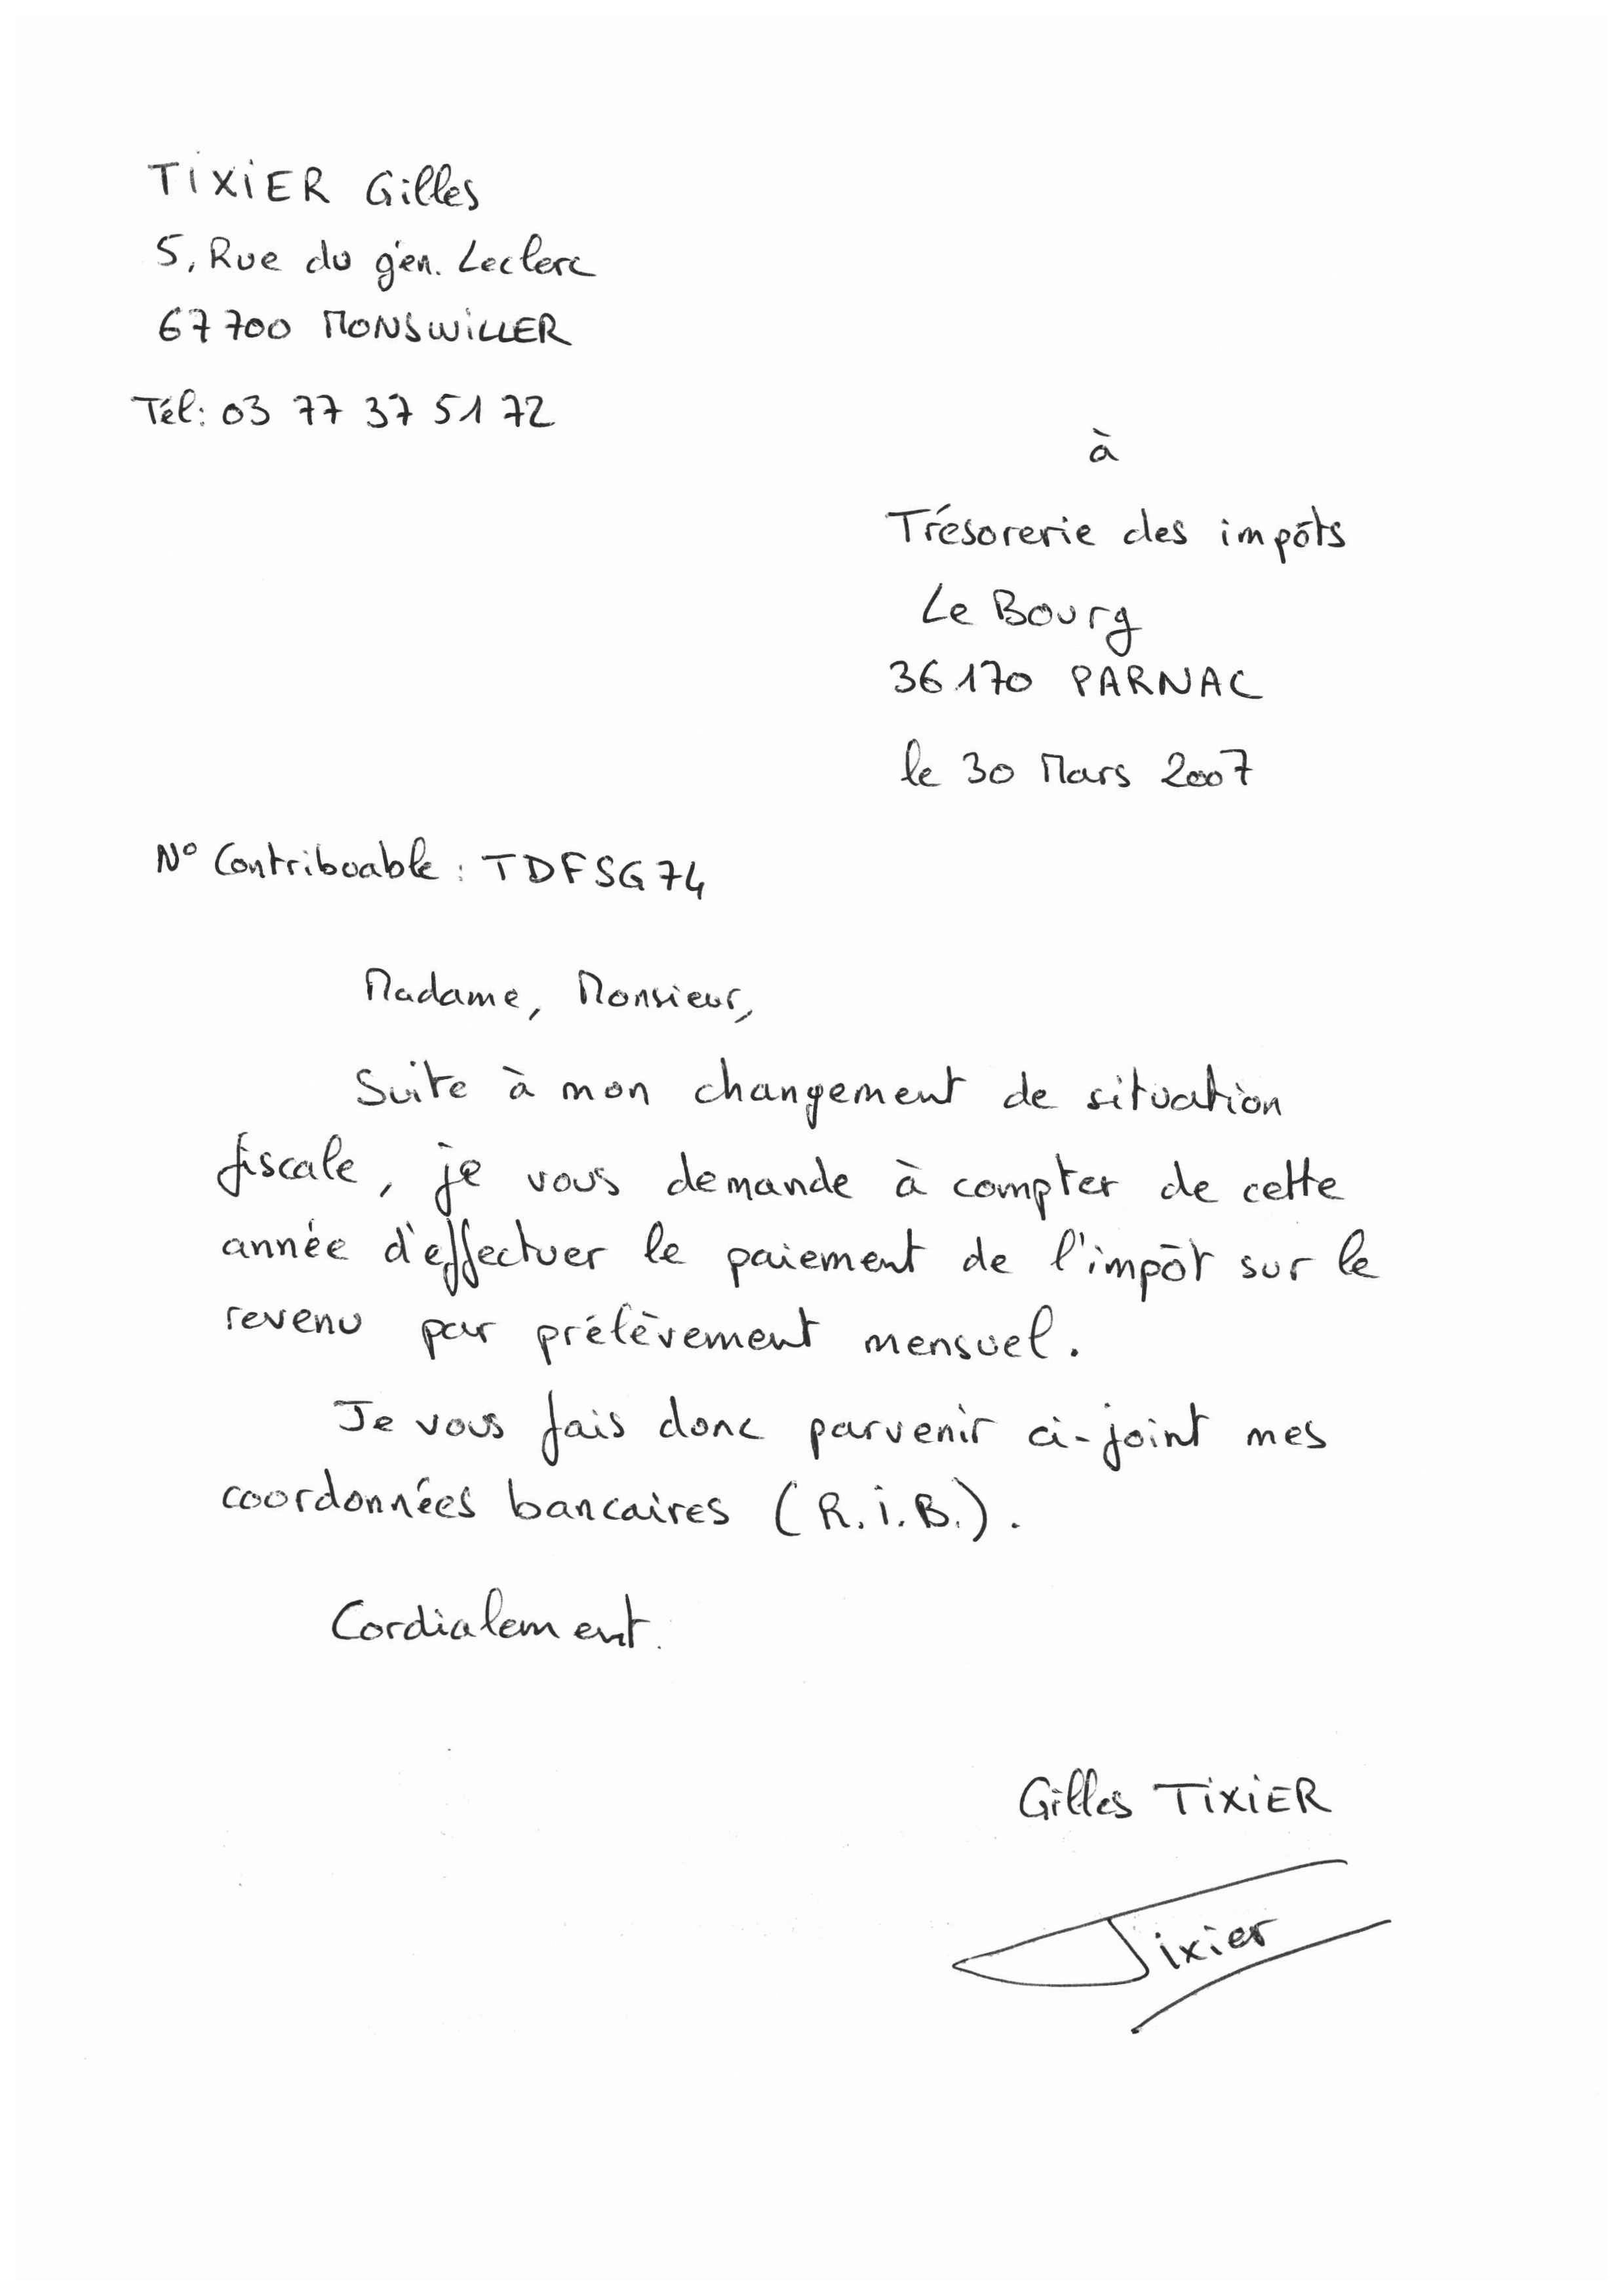 TIXIER Gilles
5, Rue du gén. Leclerc
67700 MONSWILLER
Tél: 03 77 37 51 72
à
Trésorerie des impôts
Le Bourg
36170 PARNAC
le 30 Mars 2007
N° Contribuable : TDFSG74
Madame, Monsieur,
Suite à mon changement de situation
fiscale, je vous demande à compter de cette
année d'effectuer le paiement de l'impôt sur le
revenu par prélèvement mensuel.
Je vous fais donc parvenir ci-joint mes
coordonnées bancaires (R.I.B.).
Cordialement.
Gilles TIXIER
Tixier